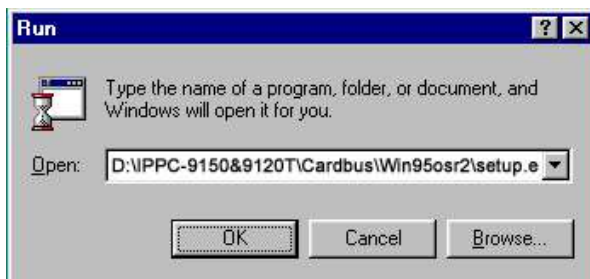 Run
Type the name of a program, folder, or document, and
Windows will open it for you.
Open: D:\IPPC-9150&9120T\Cardbus\Win95osr2\setup.e
OK Cancel Browse...